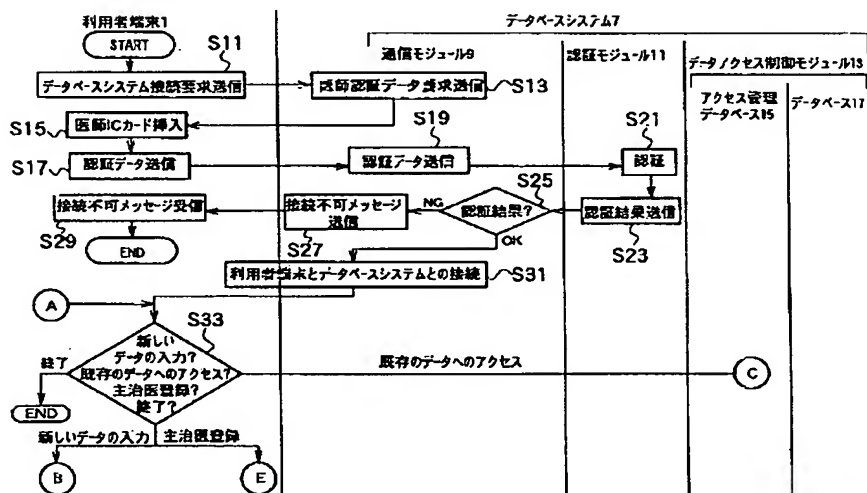 データベースシステム7
利用者端末1
通信モジュール9
認証モジュール11
データアクセス制御モジュール13
アクセス管理
データベース15
データベース17
START
S11
データベースシステム接続要求送信
医師認証データ請求送信
S13
S15
医師ICカード挿入
S17
認証データ送信
S19
認証データ送信
S21
認証
接続不可メッセージ受信
S29
END
接続不可メッセージ
送信
S27
NG
認証結果?
S25
OK
認証結果送信
S23
利用者端末とデータベースシステムとの接続
S31
A
S33
新しい
データの入力?
既存のデータへのアクセス?
主治医登録?
終了?
終了
END
既存のデータへのアクセス
C
新しいデータの入力
主治医登録
B
E